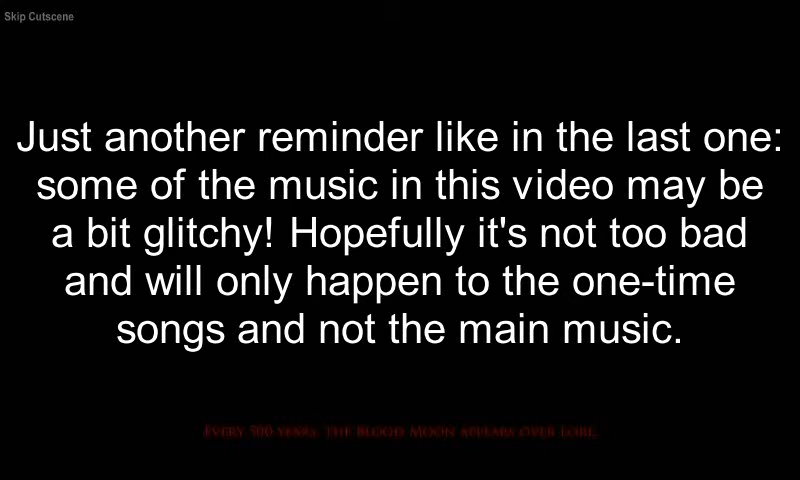 Skip Cutscene
Just another reminder like in the last one:
some of the music in this video may be
a bit glitchy! Hopefully it's not too bad
and will only happen to the one-time
songs and not the main music.
Every 500 years, the Blood Moon appears over Lore.